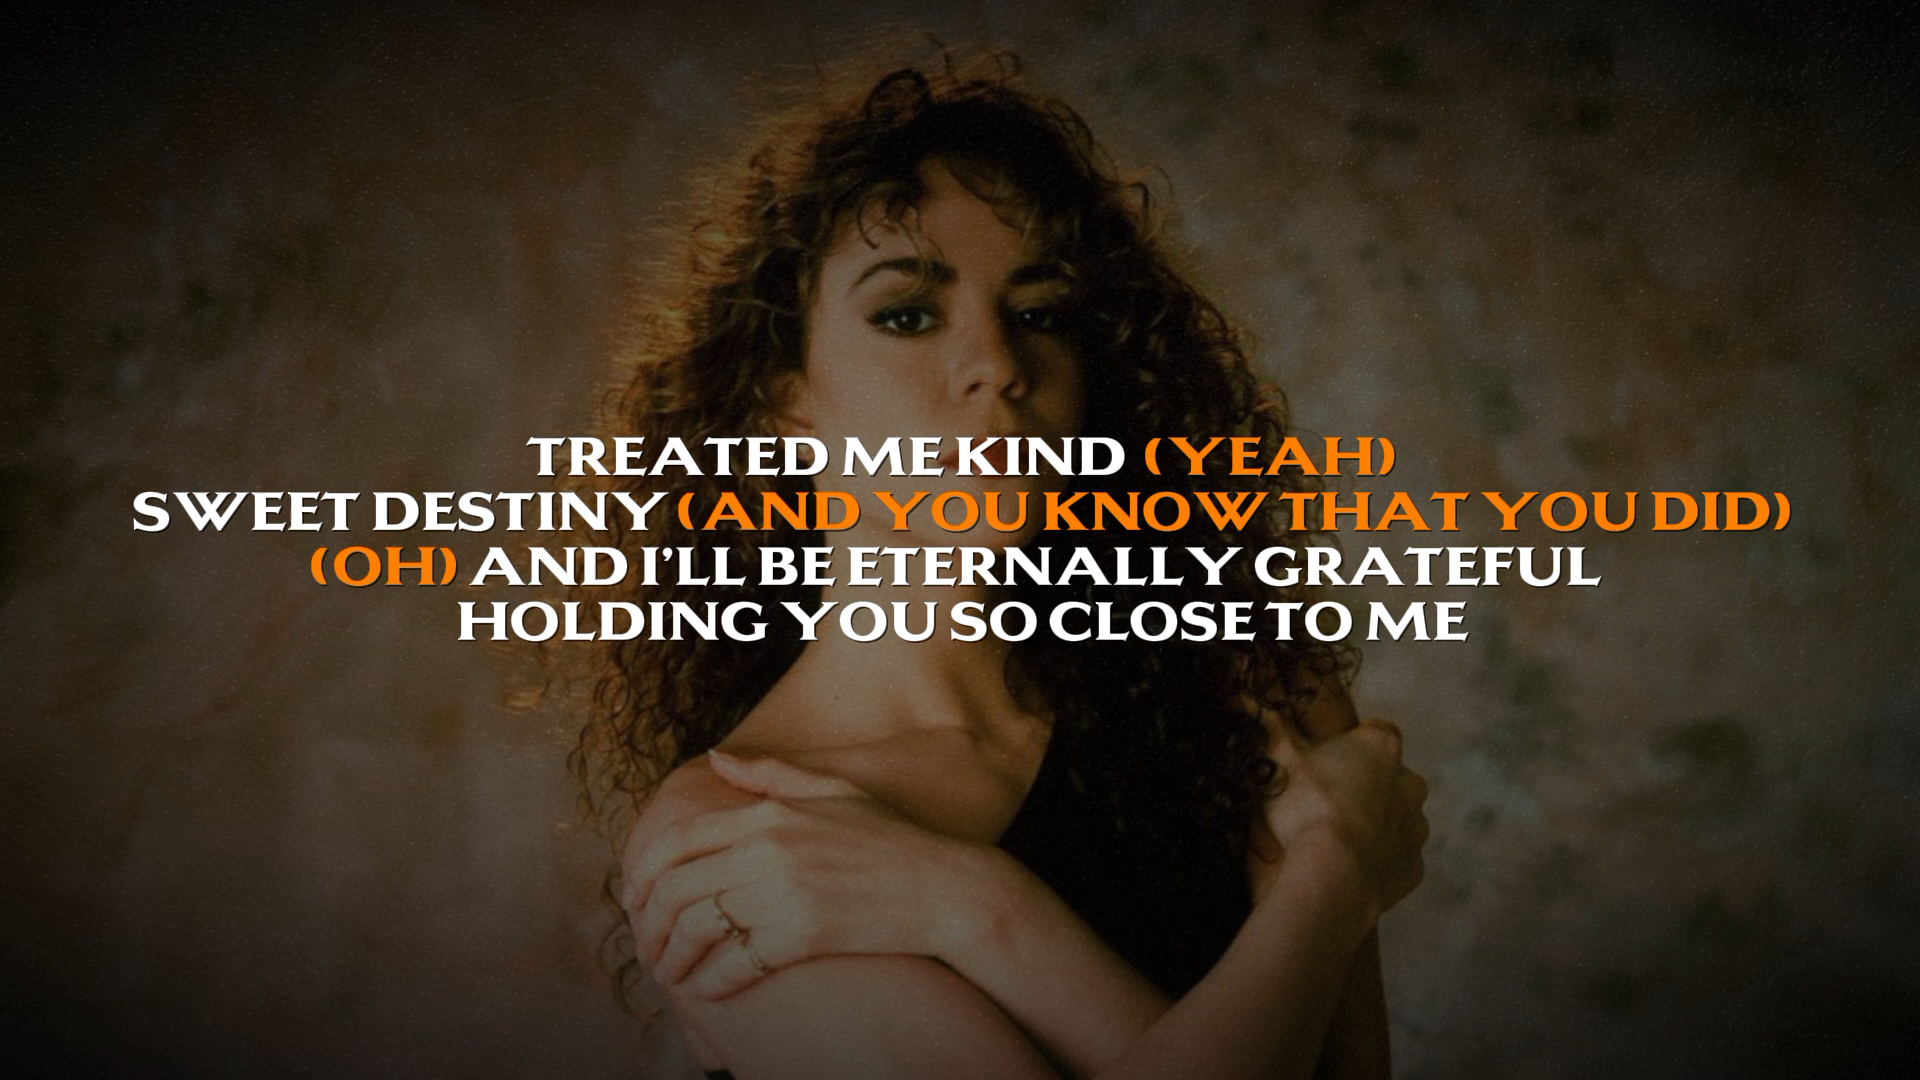 TREATED ME KIND (YEAH)
SWEET DESTINY (AND YOU KNOW THAT YOU DID)
(OH) AND I’LL BE ETERNALLY GRATEFUL
HOLDING YOU SO CLOSE TO ME